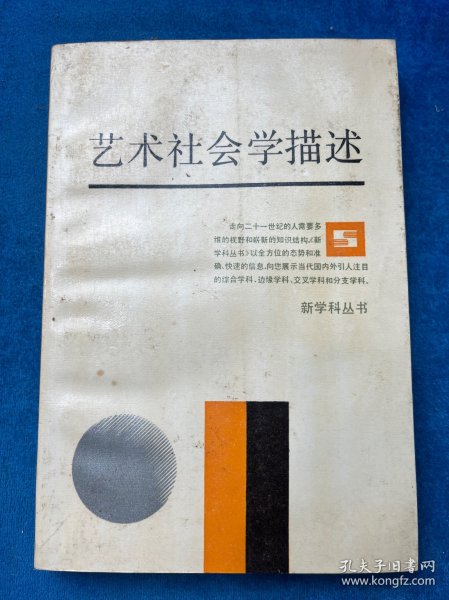 艺术社会学描述
走向二十一世纪的人需要多
维的视野和崭新的知识结构,《新
学科丛书》以全方位的态势和准
确、快速的信息,向您展示当代国内外引人注目
的综合学科、边缘学科、交叉学科和分支学科。
新学科丛书
孔夫子旧书网
www.kongfz.com